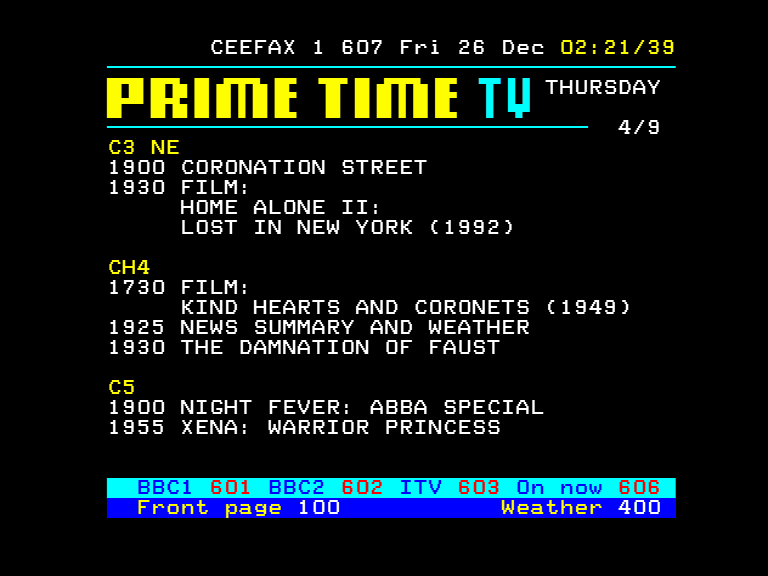 CEEFAX 1 607 Fri 26 Dec 02:21/39
PRIME TIME TV THURSDAY
4/9
C3 NE
1900 CORONATION STREET
1930 FILM:
HOME ALONE II:
LOST IN NEW YORK (1992)
CH4
1730 FILM:
KIND HEARTS AND CORONETS (1949)
1925 NEWS SUMMARY AND WEATHER
1930 THE DAMNATION OF FAUST
C5
1900 NIGHT FEVER: ABBA SPECIAL
1955 XENA: WARRIOR PRINCESS
BBC1 601 BBC2 602 ITV 603 On now 606
Front page 100 Weather 400